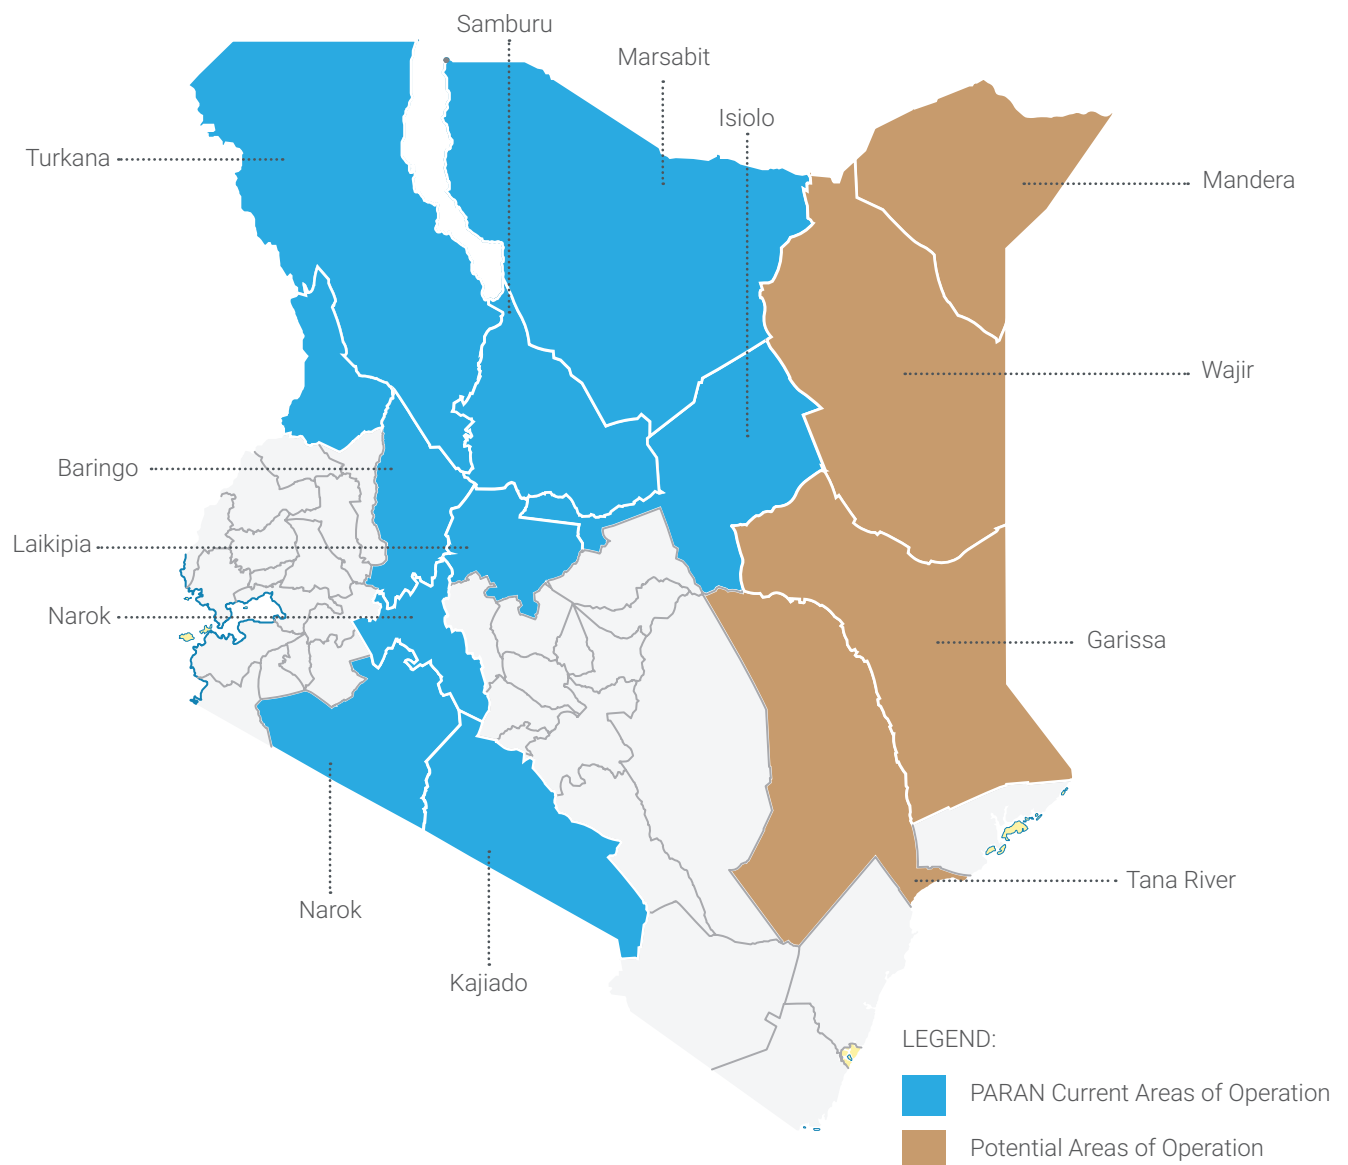 Samburu
Marsabit
Isiolo
Turkana
Mandera
Wajir
Baringo
Laikipia
Narok
Garissa
Tana River
Narok
Kajiado
LEGEND:
PARAN Current Areas of Operation
Potential Areas of Operation